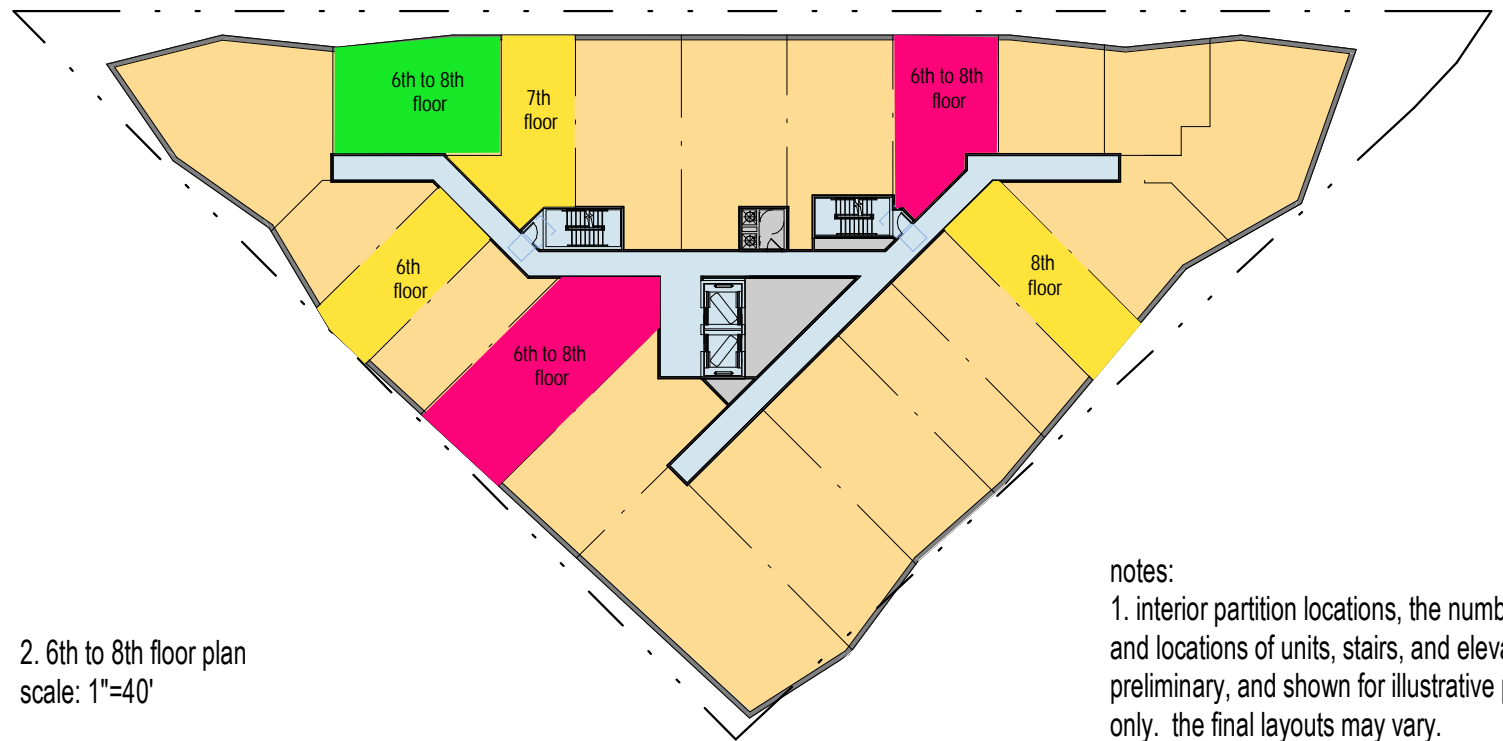 6th to 8th
floor
7th
floor
6th to 8th
floor
6th
floor
8th
floor
6th to 8th
floor
2. 6th to 8th floor plan
scale: 1"=40'
notes:
1. interior partition locations, the numb
and locations of units, stairs, and eleva
preliminary, and shown for illustrative p
only. the final layouts may vary.